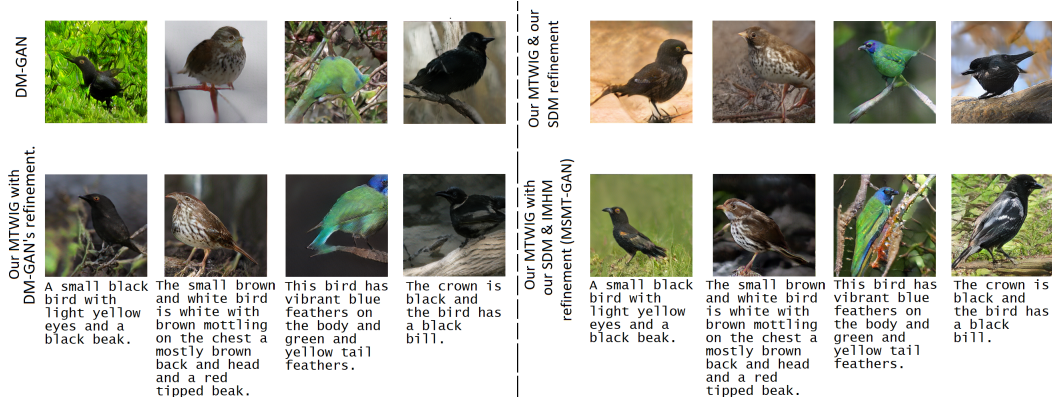 DM-GAN
Our MTWIG with
DM-GAN's refinement.
A small black
bird with
light yellow
eyes and a
black beak.
The small brown
and white bird
is white with
brown mottling
on the chest a
mostly brown
back and head
and a red
tipped beak.
This bird has
vibrant blue
feathers on
the body and
green and
yellow tail
feathers.
The crown is
black and
the bird has
a black
bill.
Our MTWIG & our
SDM refinement
Our MTWIG with
our SDM & IMHM
refinement (MSMT-GAN)
A small black
bird with
light yellow
eyes and a
black beak.
The small brown
and white bird
is white with
brown mottling
on the chest a
mostly brown
back and head
and a red
tipped beak.
This bird has
vibrant blue
feathers on
the body and
green and
yellow tail
feathers.
The crown is
black and
the bird has
a black
bill.